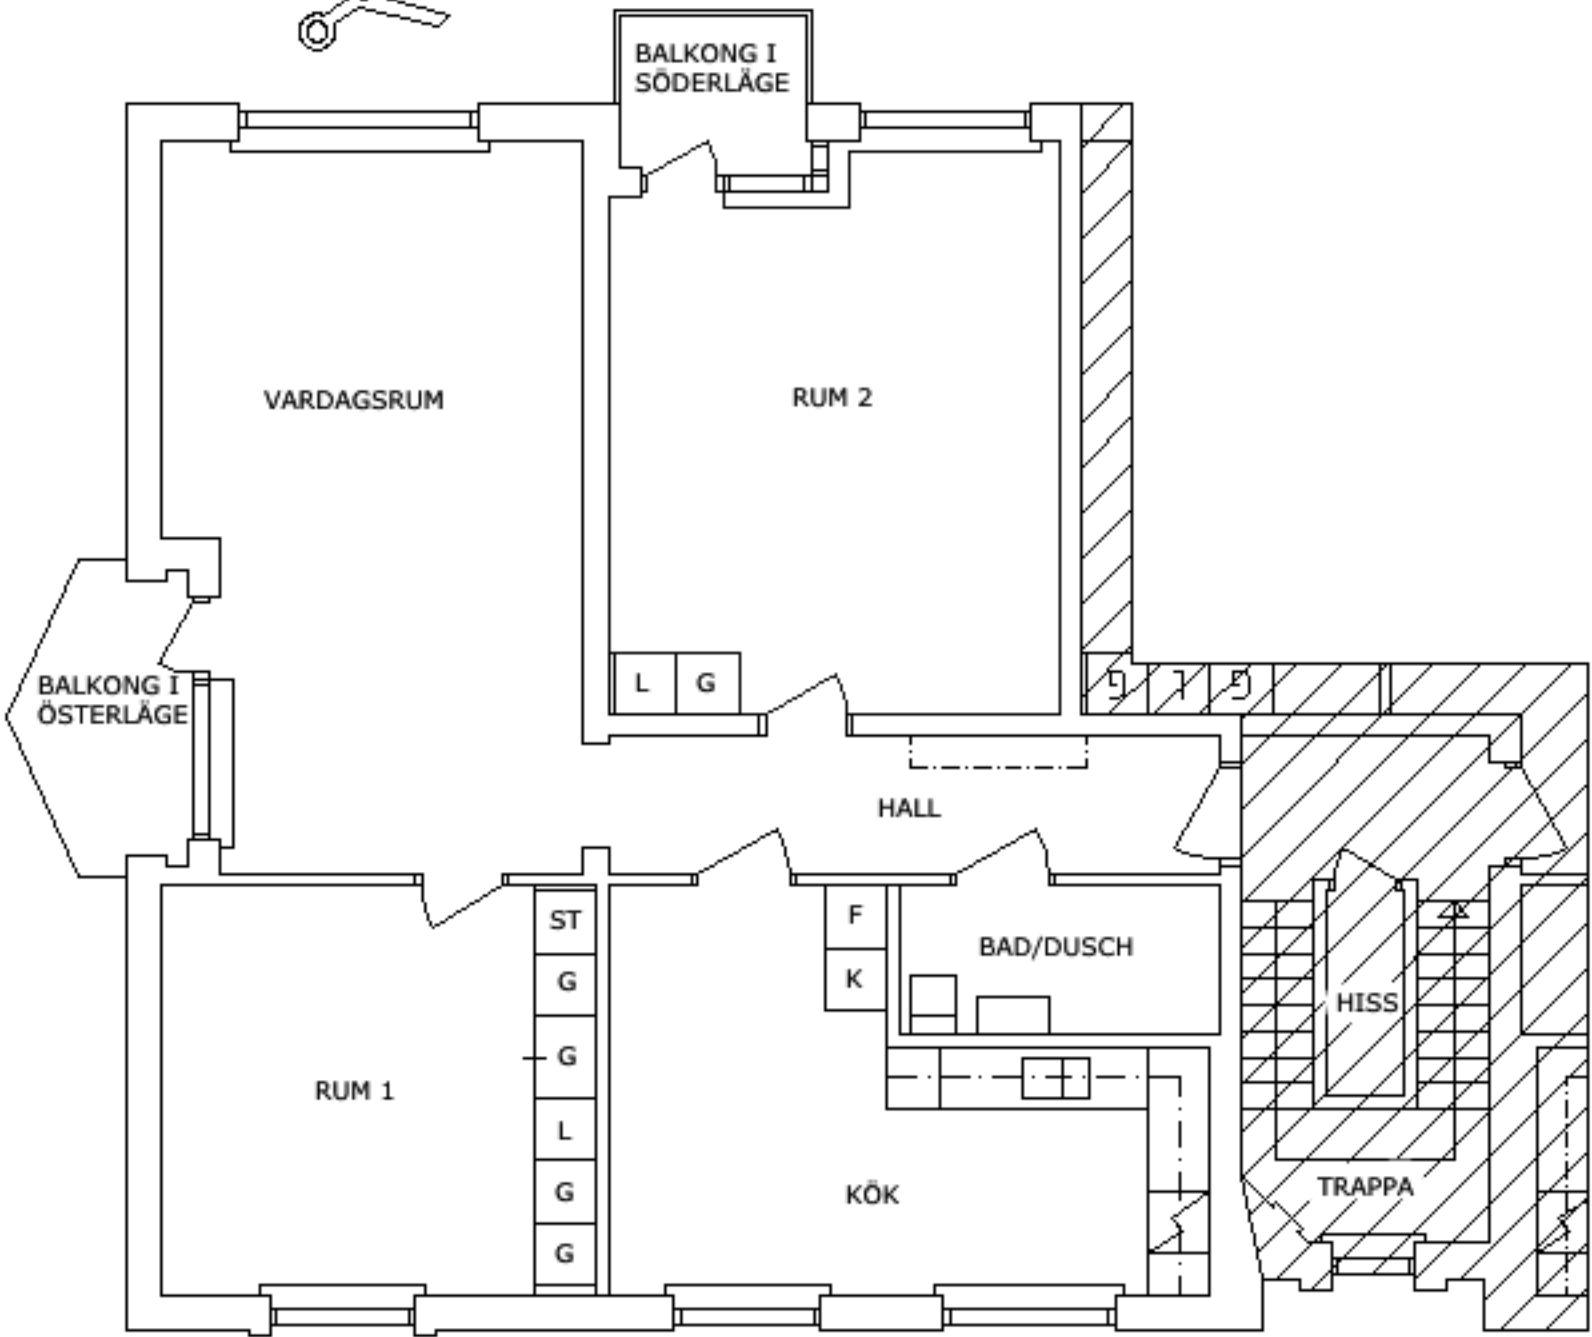 BALKONG I
SÖDERLÄGE
VARDAGSRUM
RUM 2
L
G
BALKONG I
ÖSTERLÄGE
HALL
ST
G
G
L
G
G
RUM 1
F
K
BAD/DUSCH
KÖK
HISS
TRAPPA